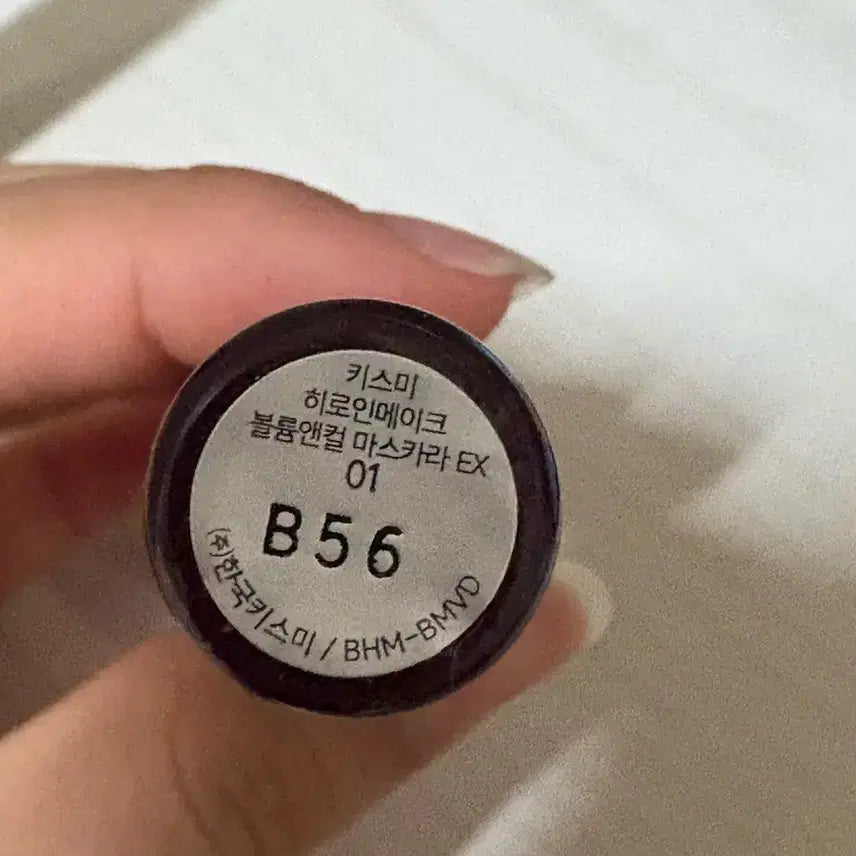 키스미
히로인메이크
볼륨앤컬 마스카라 EX
01
B56
(주)한국키스미 / BHM-BMVD